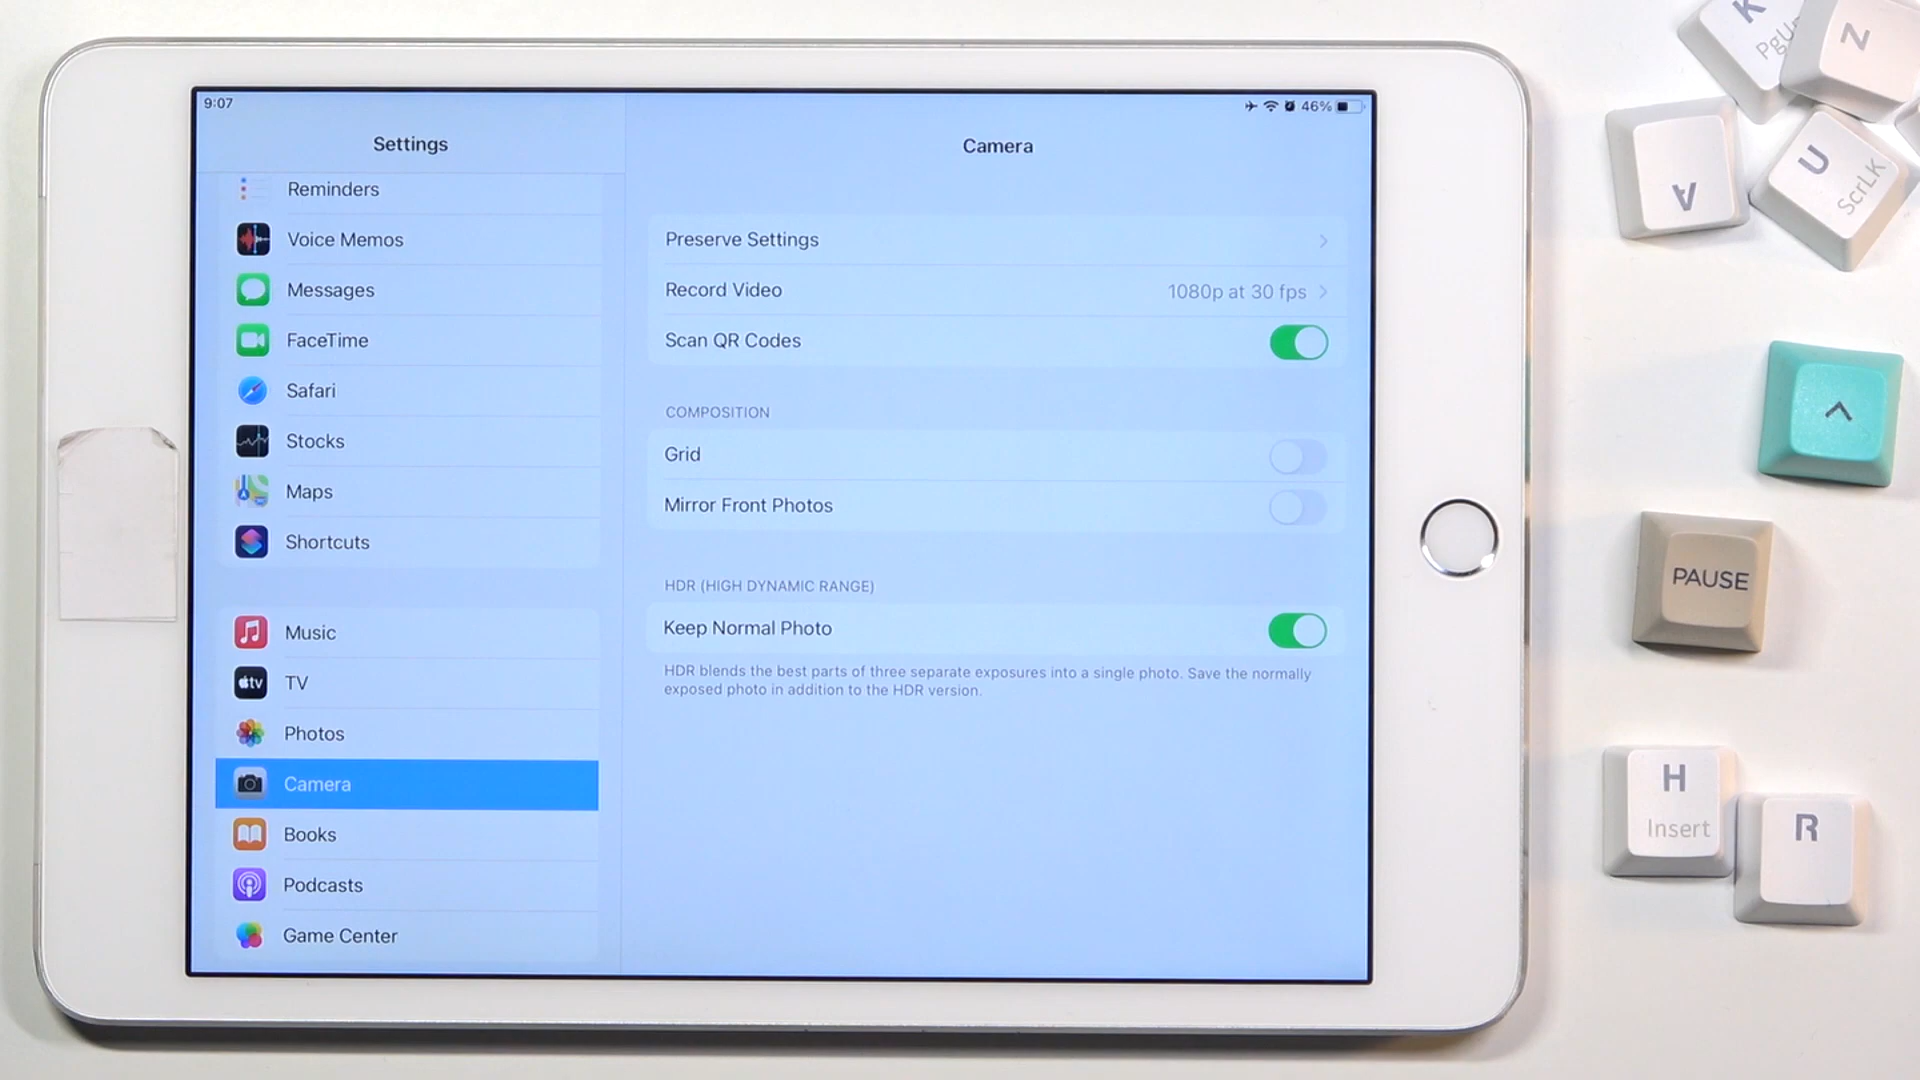 9:07
46%
Settings
Reminders
Voice Memos
Messages
FaceTime
Safari
Stocks
Maps
Shortcuts
Music
tv
TV
Photos
Camera
Books
Podcasts
Game Center
Camera
Preserve Settings
Record Video 1080p at 30 fps
Scan QR Codes
COMPOSITION
Grid
Mirror Front Photos
HDR (HIGH DYNAMIC RANGE)
Keep Normal Photo
HDR blends the best parts of three separate exposures into a single photo. Save the normally
exposed photo in addition to the HDR version.
K
PgUp
Z
A
U
ScrLK
PAUSE
H
Insert
R